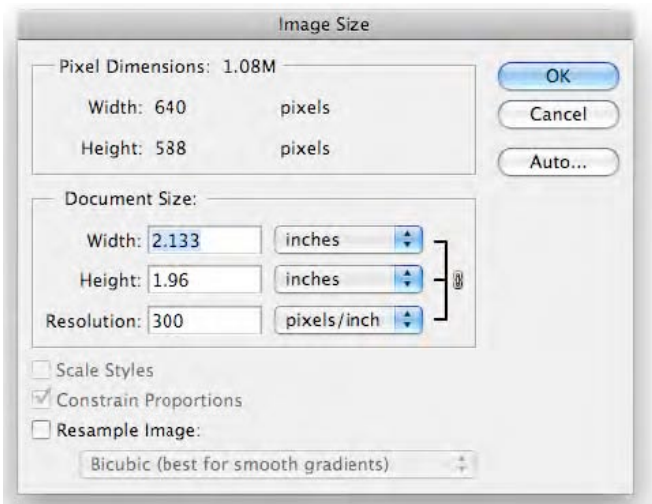 Image Size
Pixel Dimensions: 1.08M
Width: 640 pixels
Height: 588 pixels
OK
Cancel
Auto...
Document Size:
Width: 2.133 inches
Height: 1.96 inches
Resolution: 300 pixels/inch
Scale Styles
Constrain Proportions
Resample Image:
Bicubic (best for smooth gradients)